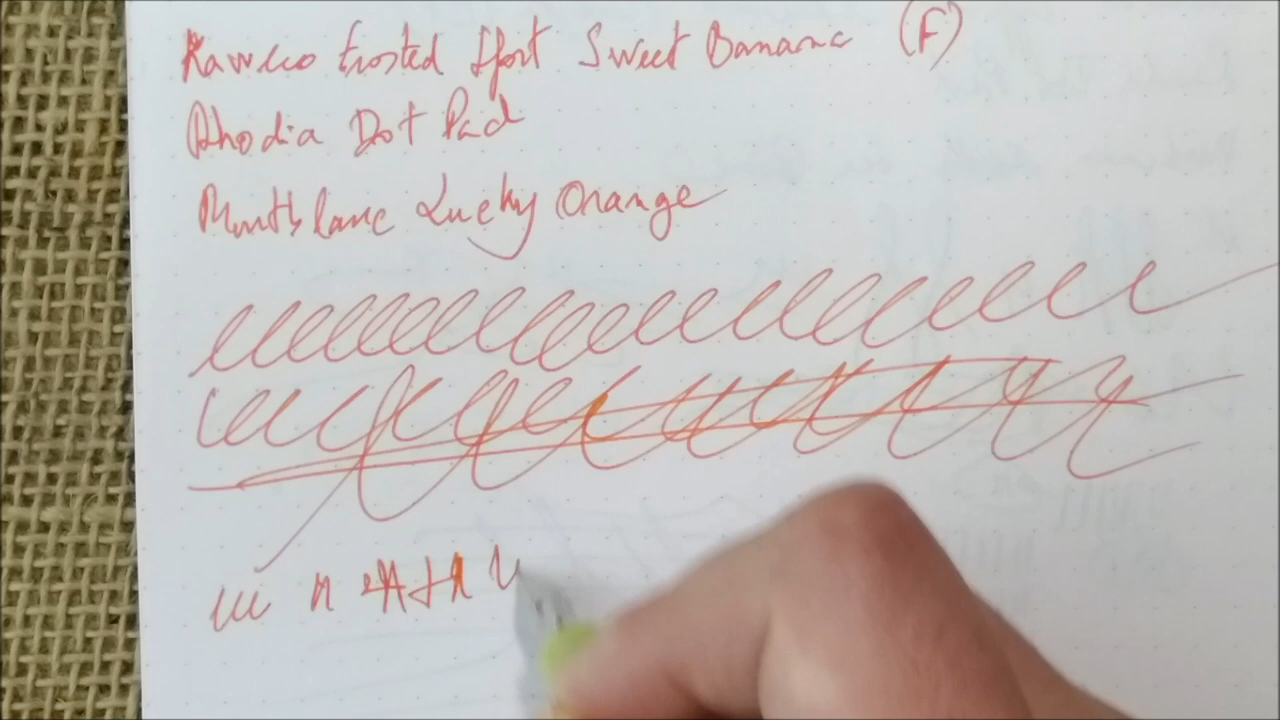 Kaweco Frosted Sport Sweet Banana (F)
Rhodia Dot Pad
Montblanc Lucky Orange